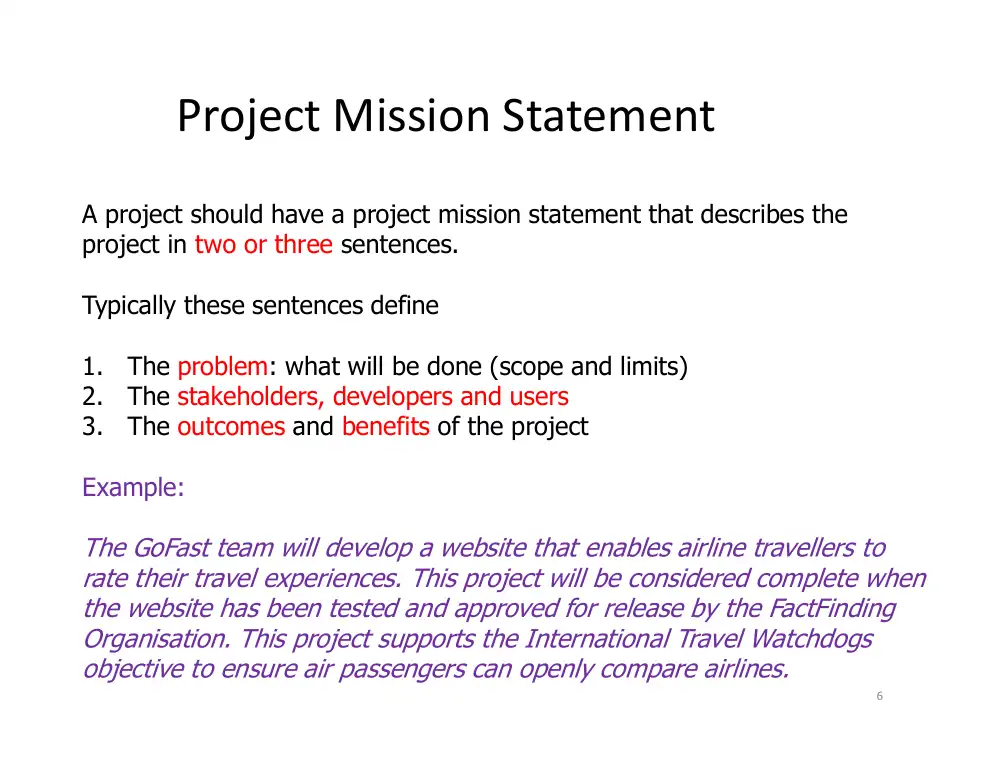 Project Mission Statement
A project should have a project mission statement that describes the
project in two or three sentences.
Typically these sentences define
1. The problem: what will be done (scope and limits)
2. The stakeholders, developers and users
3. The outcomes and benefits of the project
Example:
The GoFast team will develop a website that enables airline travellers to
rate their travel experiences. This project will be considered complete when
the website has been tested and approved for release by the FactFinding
Organisation. This project supports the International Travel Watchdogs
objective to ensure air passengers can openly compare airlines.
6